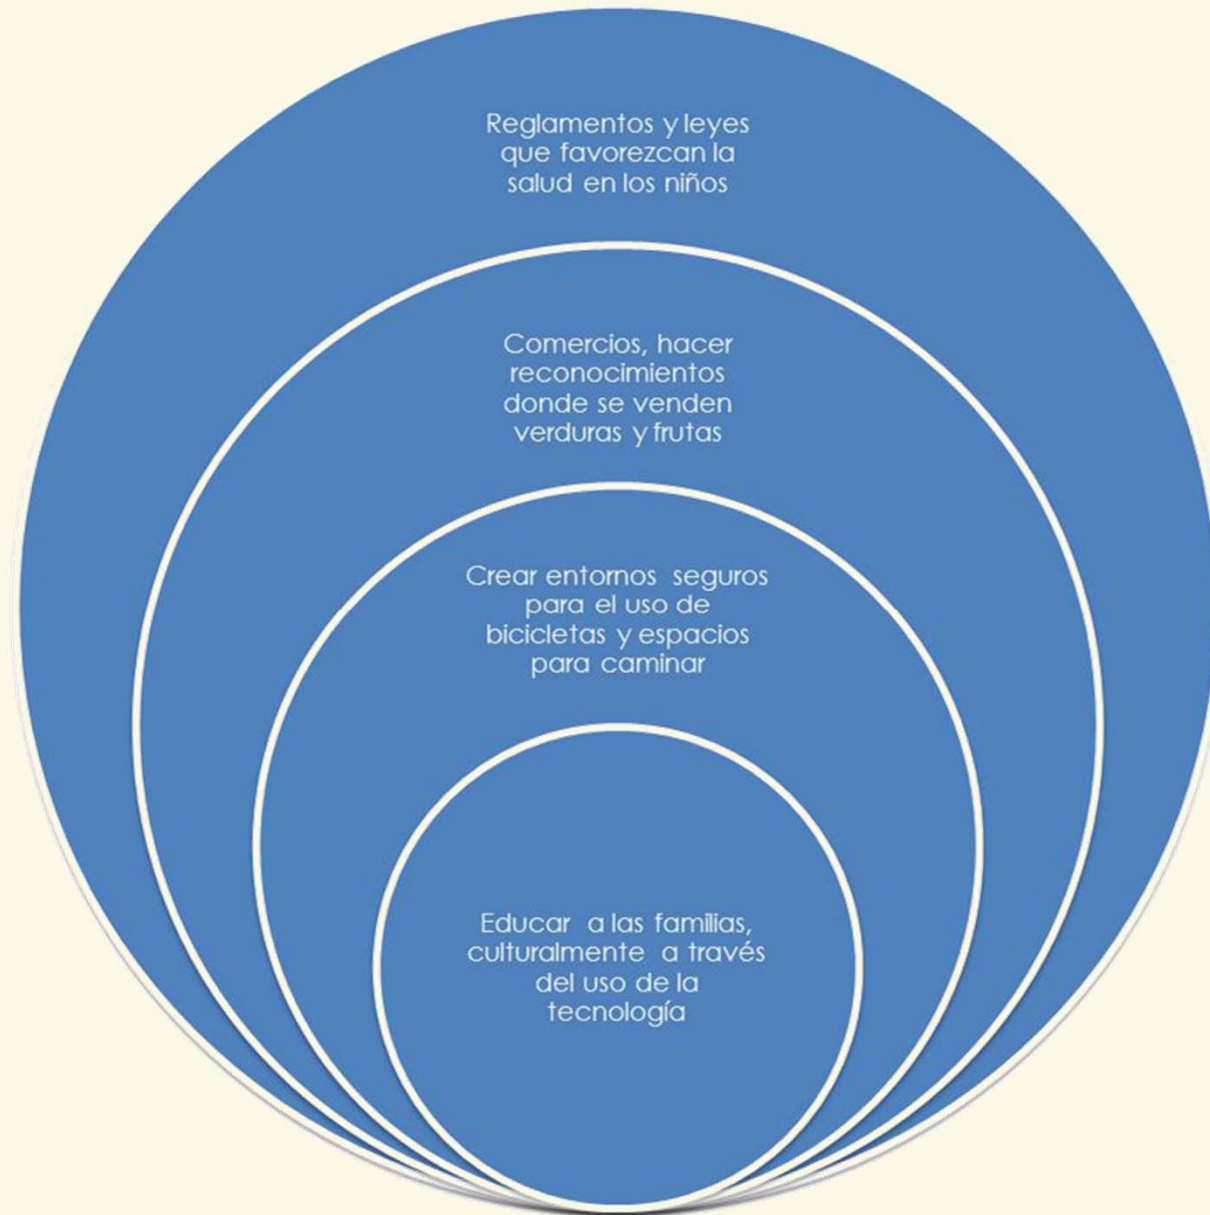 Reglamentos y leyes
que favorezcan la
salud en los niños
Comercios, hacer
reconocimientos
donde se venden
verduras y frutas
Crear entornos seguros
para el uso de
bicicletas y espacios
para caminar
Educar a las familias,
culturalmente a través
del uso de la
tecnología